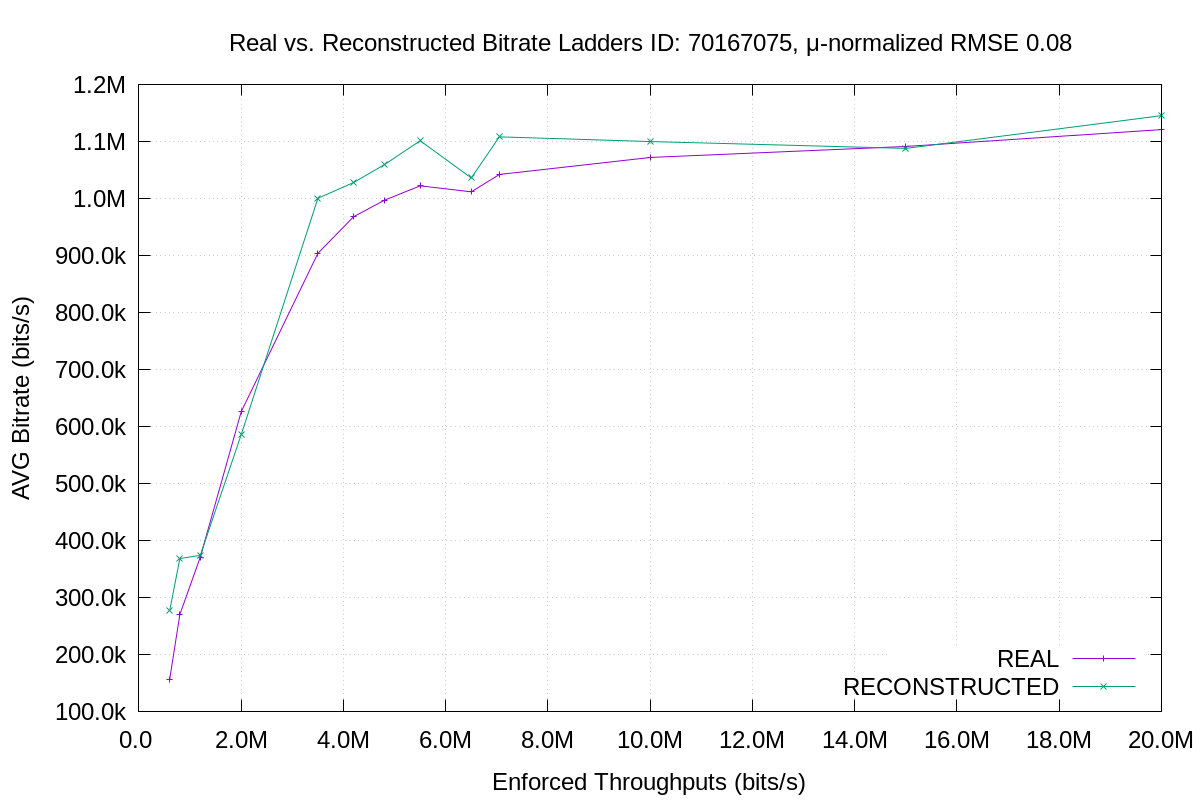 Real vs. Reconstructed Bitrate Ladders ID: 70167075, μ-normalized RMSE 0.08
1.2M
1.1M
1.0M
900.0k
800.0k
700.0k
600.0k
500.0k
400.0k
300.0k
200.0k
100.0k
AVG Bitrate (bits/s)
REAL
RECONSTRUCTED
0.0 2.0M 4.0M 6.0M 8.0M 10.0M 12.0M 14.0M 16.0M 18.0M 20.0M
Enforced Throughputs (bits/s)